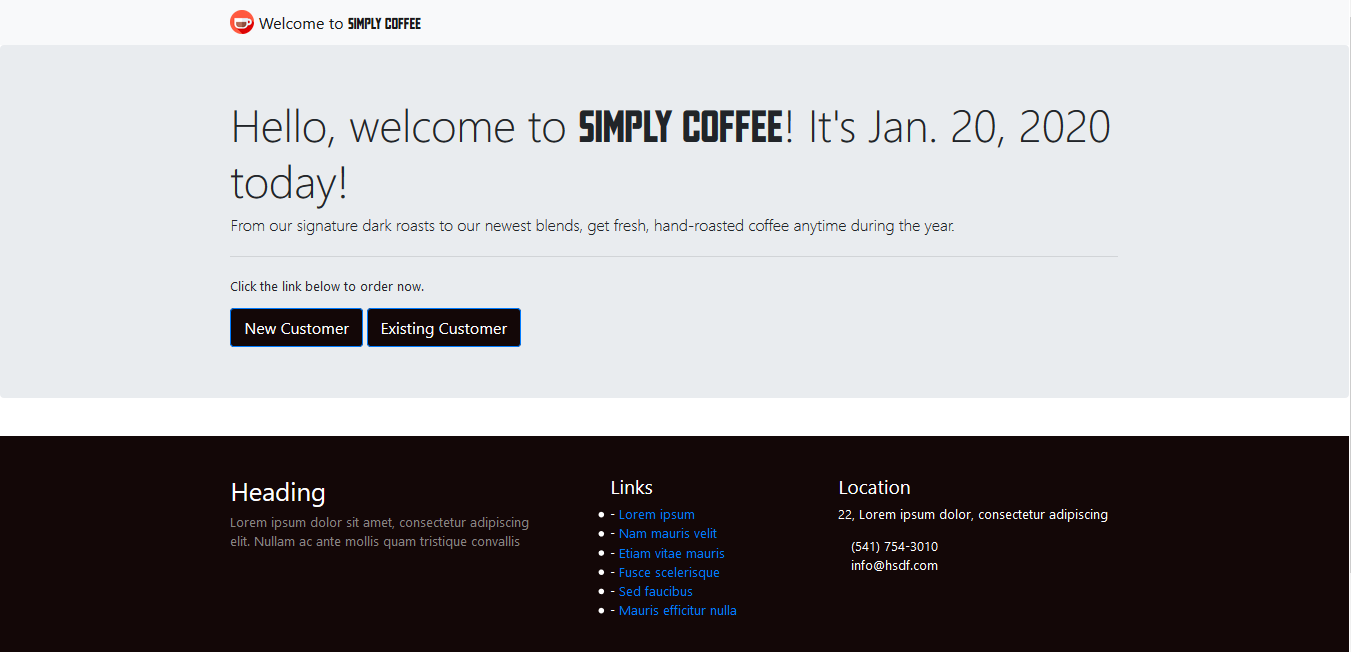 Welcome to SIMPLY COFFEE
Hello, welcome to SIMPLY COFFEE! It's Jan. 20, 2020
today!
From our signature dark roasts to our newest blends, get fresh, hand-roasted coffee anytime during the year.
Click the link below to order now.
New Customer Existing Customer
Heading
Lorem ipsum dolor sit amet, consectetur adipiscing
elit. Nullam ac ante mollis quam tristique convallis
Links
- Lorem ipsum
- Nam mauris velit
- Etiam vitae mauris
- Fusce scelerisque
- Sed faucibus
- Mauris efficitur nulla
Location
22, Lorem ipsum dolor, consectetur adipiscing
(541) 754-3010
info@hsdf.com